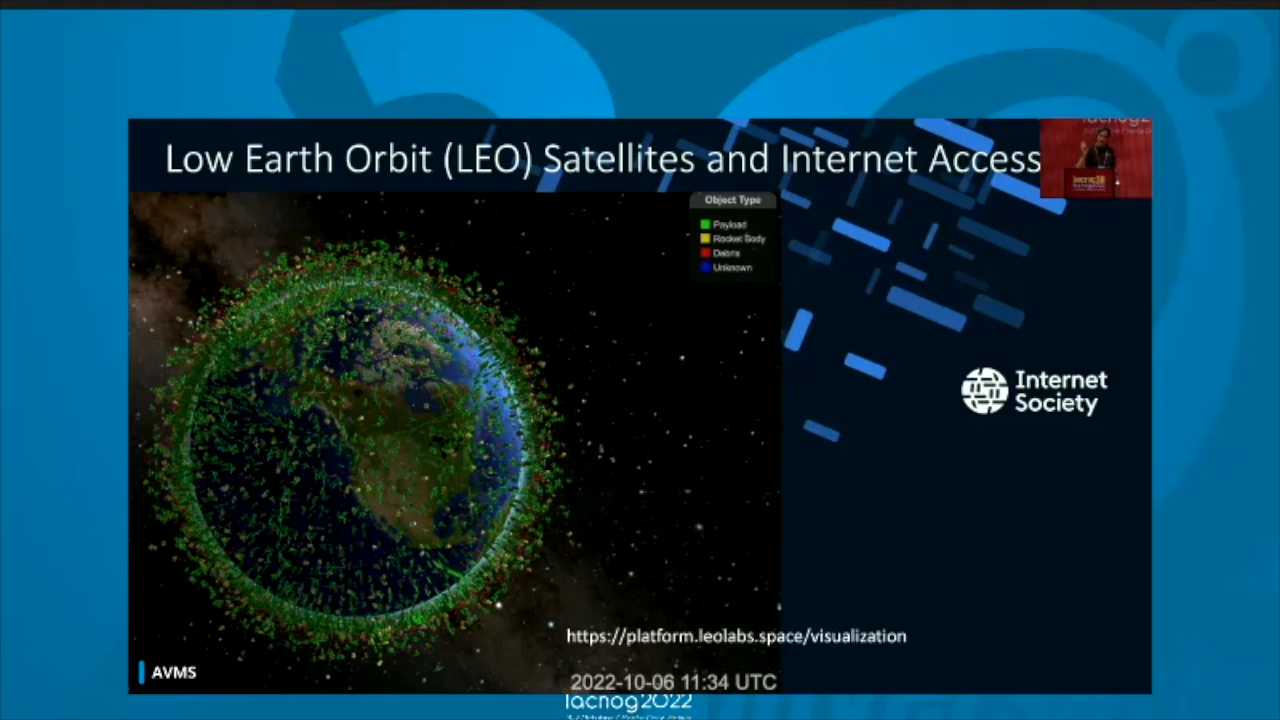 Low Earth Orbit (LEO) Satellites and Internet Access
Object Type
Payload
Rocket Body
Debris
Unknown
Internet
Society
https://platform.leolabs.space/visualization
AVMS
2022-10-06 11:34 UTC
lacnog2022